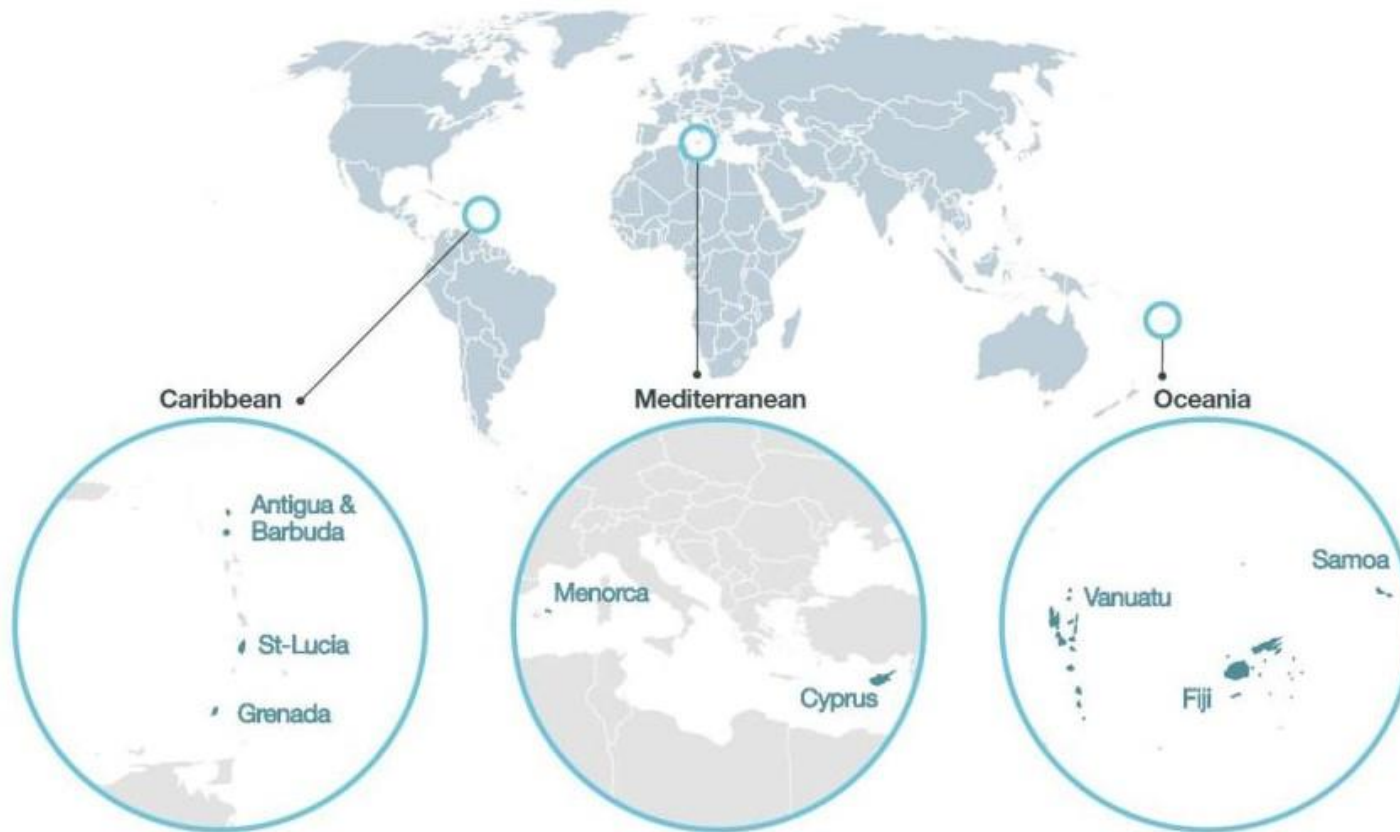 Caribbean
Mediterranean
Oceania
Antigua &
Barbuda
St-Lucia
Grenada
Menorca
Cyprus
Samoa
Vanuatu
Fiji